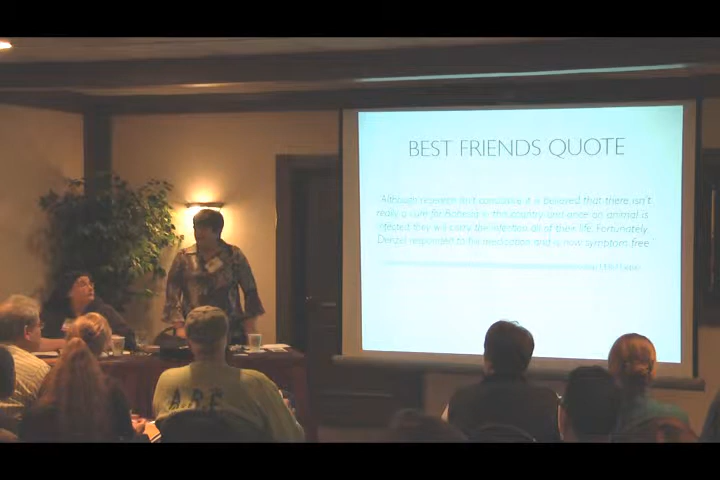 BEST FRIENDS QUOTE
"Although research isn't conclusive it is believed that there isn't
really a cure for Babesia in this country and once an animal is
infected they will carry the infection all of their life. Fortunately
Denzel responded to his medication and is now symptom free"
A.R.F.